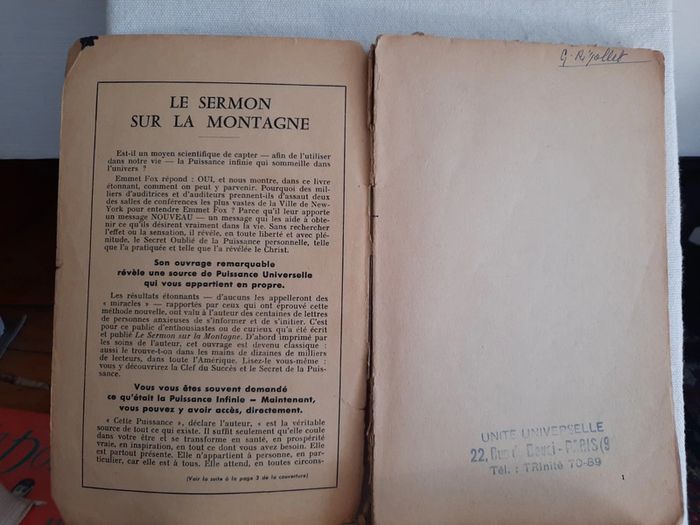 LE SERMON
SUR LA MONTAGNE
Est-il un moyen scientifique de capter — afin de l'utiliser
dans notre vie — la Puissance infinie qui sommeille dans
l'univers ?
Emmet Fox répond : OUI, et nous montre, dans ce livre
étonnant, comment on peut y parvenir. Pourquoi des mil-
liers d'auditrices et d'auditeurs prennent-ils d'assaut deux
des salles de conférences les plus vastes de la Ville de New-
York pour entendre Emmet Fox ? Parce qu'il leur apporte
un message NOUVEAU — un message qui les aide à obte-
nir ce qu'ils désirent vraiment dans la vie. Sans rechercher
l'effet ou la sensation, il révèle, en toute liberté et avec plé-
nitude, le Secret Oublié de la Puissance personnelle, telle
que l'a pratiquée et telle que l'a révélée le Christ.
Son ouvrage remarquable
révèle une source de Puissance Universelle
qui vous appartient en propre.
Les résultats étonnants — d'aucuns les appelleront des
« miracles » — rapportés par ceux qui ont éprouvé cette
méthode nouvelle, ont valu à l'auteur des centaines de lettres
de personnes anxieuses de s'informer et de s'initier. C'est
pour ce public d'enthousiastes ou de curieux qu'a été écrit
et publié Le Sermon sur la Montagne. D'abord imprimé par
les soins de l'auteur, cet ouvrage est devenu classique :
aussi le trouve-t-on dans les mains de dizaines de milliers
de lecteurs, dans toute l'Amérique. Lisez-le vous-même :
vous y découvrirez la Clef du Succès et le Secret de la Puis-
sance.
Vous vous êtes souvent demandé
ce qu'était la Puissance Infinie — Maintenant,
vous pouvez y avoir accès, directement.
« Cette Puissance », déclare l'auteur, « est la véritable
source de tout ce qui existe. Il suffit seulement qu'elle coule
dans votre être et se transforme en santé, en prospérité
vraie, en inspiration, en tout ce dont vous avez besoin. Elle
est partout présente. Elle n'appartient à personne, en par-
ticulier, car elle est à tous. Elle attend, en toutes circons-
(Voir la suite à la page 3 de la couverture)
G. Rigollet
UNITE UNIVERSELLE
22, Rue de Douai - PARIS (9
Tél. : TRinité 70-69
1